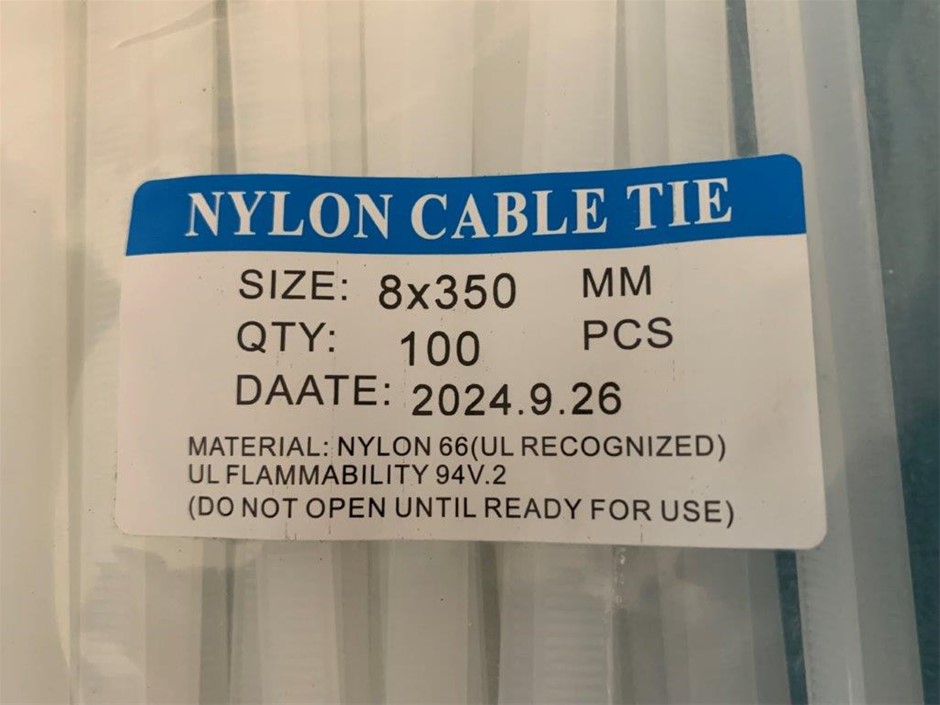 NYLON CABLE TIE
SIZE: 8x350 MM
QTY: 100 PCS
DAATE: 2024.9.26
MATERIAL: NYLON 66(UL RECOGNIZED)
UL FLAMMABILITY 94V.2
(DO NOT OPEN UNTIL READY FOR USE)